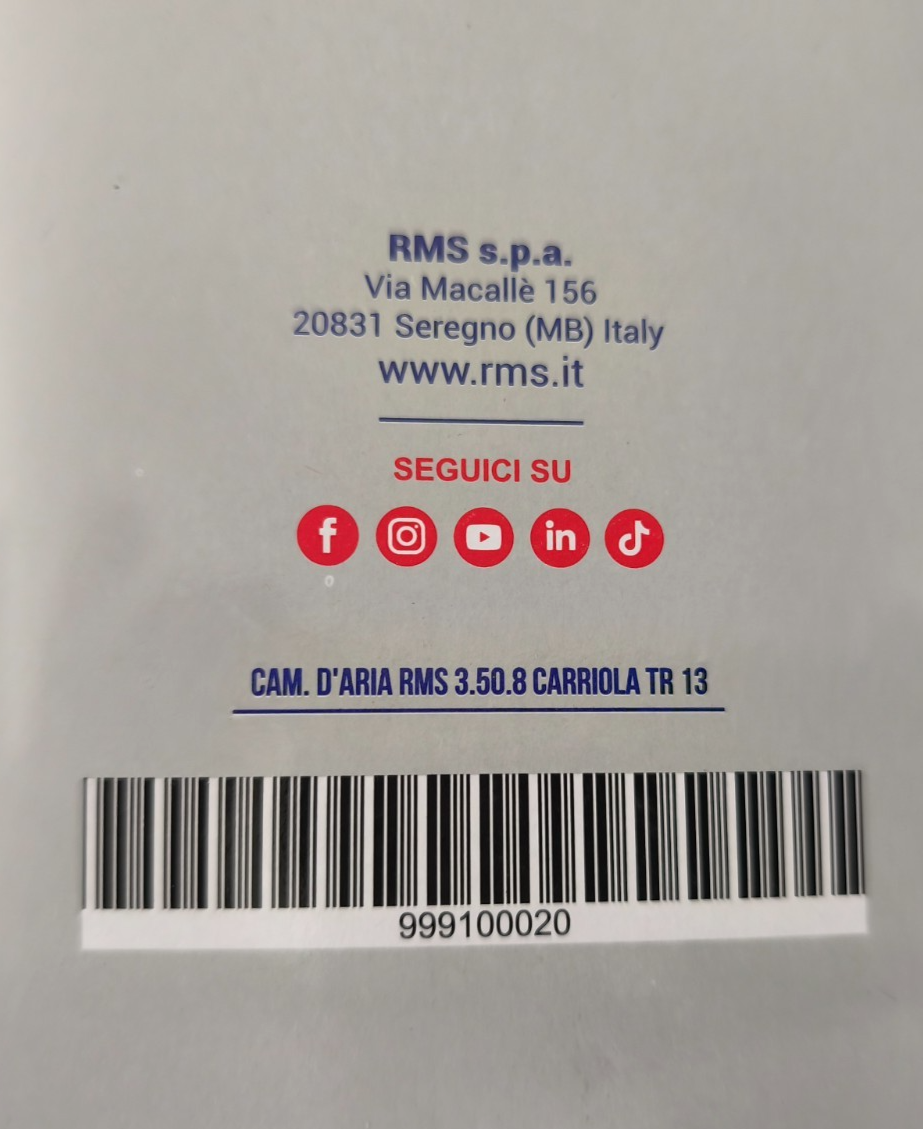 RMS s.p.a.
Via Macallè 156
20831 Seregno (MB) Italy
www.rms.it
SEGUICI SU
CAM. D'ARIA RMS 3.50.8 CARRIOLA TR 13
999100020